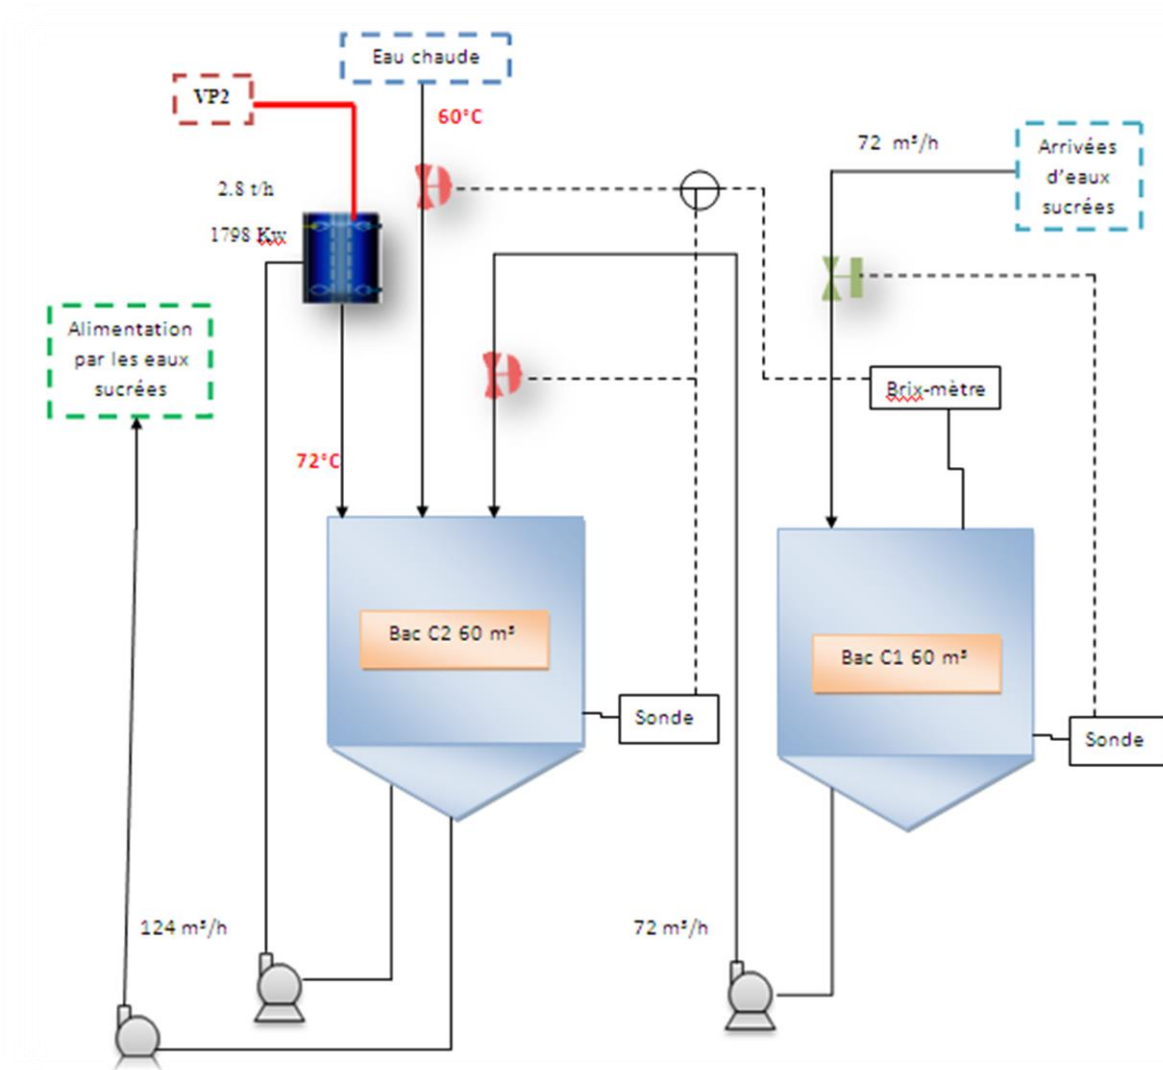 Eau chaude
VP2
60°C
72 m³/h
Arrivées
d'eaux
sucrées
2.8 t/h
1798 Kw
Alimentation
par les eaux
sucrées
Brix-mètre
72°C
Bac C2 60 m³
Bac C1 60 m³
Sonde
Sonde
124 m³/h
72 m³/h